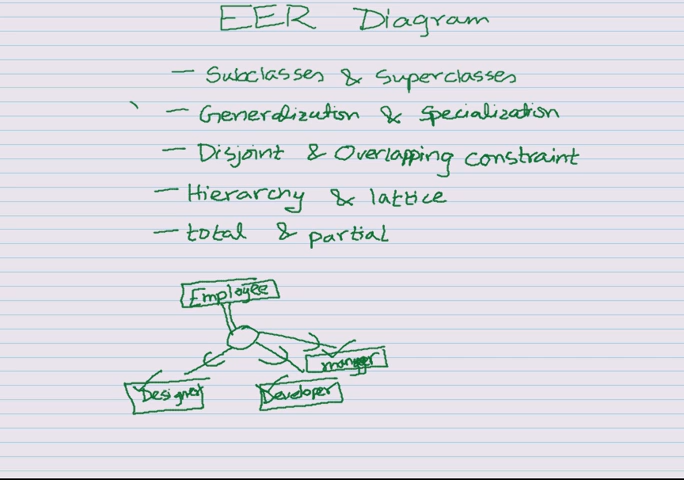 EER Diagram
- Subclasses & Superclasses
- Generalization & Specialization
- Disjoint & Overlapping constraint
- Hierarchy & lattice
- total & partial
Employee
manager
Designer
Developer